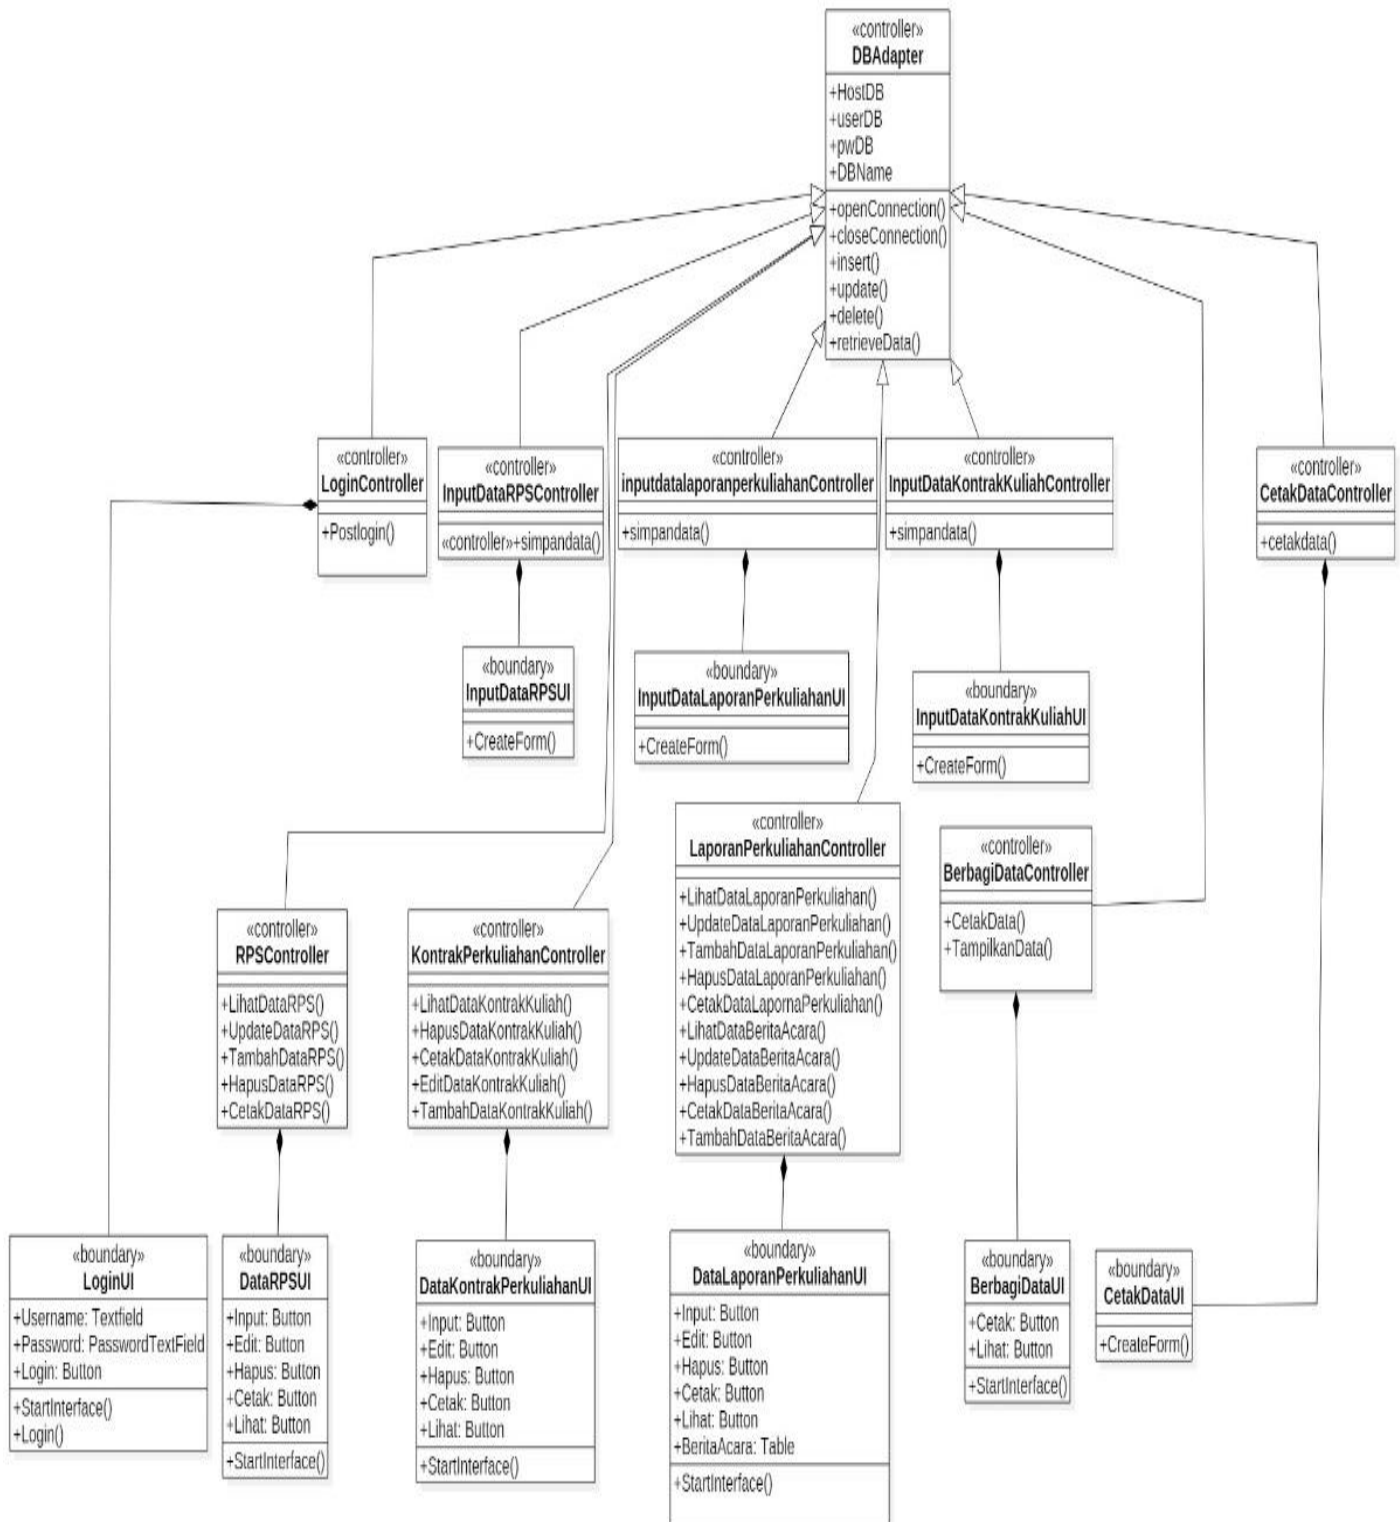 «controller»
DBAdapter
+HostDB
+userDB
+pwDB
+DBName
+openConnection()
+closeConnection()
+insert()
+update()
+delete()
+retrieveData()
«controller»
LoginController
+Postlogin()
«controller»
InputDataRPSController
«controller»+simpandata()
«controller»
inputdatalaporanperkuliahanController
+simpandata()
«controller»
InputDataKontrakKuliahController
+simpandata()
«controller»
CetakDataController
+cetakdata()
«boundary»
InputDataRPSUI
+CreateForm()
«boundary»
InputDataLaporanPerkuliahanUI
+CreateForm()
«boundary»
InputDataKontrakKuliahUI
+CreateForm()
«controller»
LaporanPerkuliahanController
+LihatDataLaporanPerkuliahan()
+UpdateDataLaporanPerkuliahan()
+TambahDataLaporanPerkuliahan()
+HapusDataLaporanPerkuliahan()
+CetakDataLapornaPerkuliahan()
+LihatDataBeritaAcara()
+UpdateDataBeritaAcara()
+HapusDataBeritaAcara()
+CetakDataBeritaAcara()
+TambahDataBeritaAcara()
«controller»
BerbagiDataController
+CetakData()
+TampilkanData()
«controller»
RPSController
+LihatDataRPS()
+UpdateDataRPS()
+TambahDataRPS()
+HapusDataRPS()
+CetakDataRPS()
«controller»
KontrakPerkuliahanController
+LihatDataKontrakKuliah()
+HapusDataKontrakKuliah()
+CetakDataKontrakKuliah()
+EditDataKontrakKuliah()
+TambahDataKontrakKuliah()
«boundary»
LoginUI
+Username: Textfield
+Password: PasswordTextField
+Login: Button
+StartInterface()
+Login()
«boundary»
DataRPSUI
+Input: Button
+Edit: Button
+Hapus: Button
+Cetak: Button
+Lihat: Button
+StartInterface()
«boundary»
DataKontrakPerkuliahanUI
+Input: Button
+Edit: Button
+Hapus: Button
+Cetak: Button
+Lihat: Button
+StartInterface()
«boundary»
DataLaporanPerkuliahanUI
+Input: Button
+Edit: Button
+Hapus: Button
+Cetak: Button
+Lihat: Button
+BeritaAcara: Table
+StartInterface()
«boundary»
BerbagiDataUI
+Cetak: Button
+Lihat: Button
+StartInterface()
«boundary»
CetakDataUI
+CreateForm()